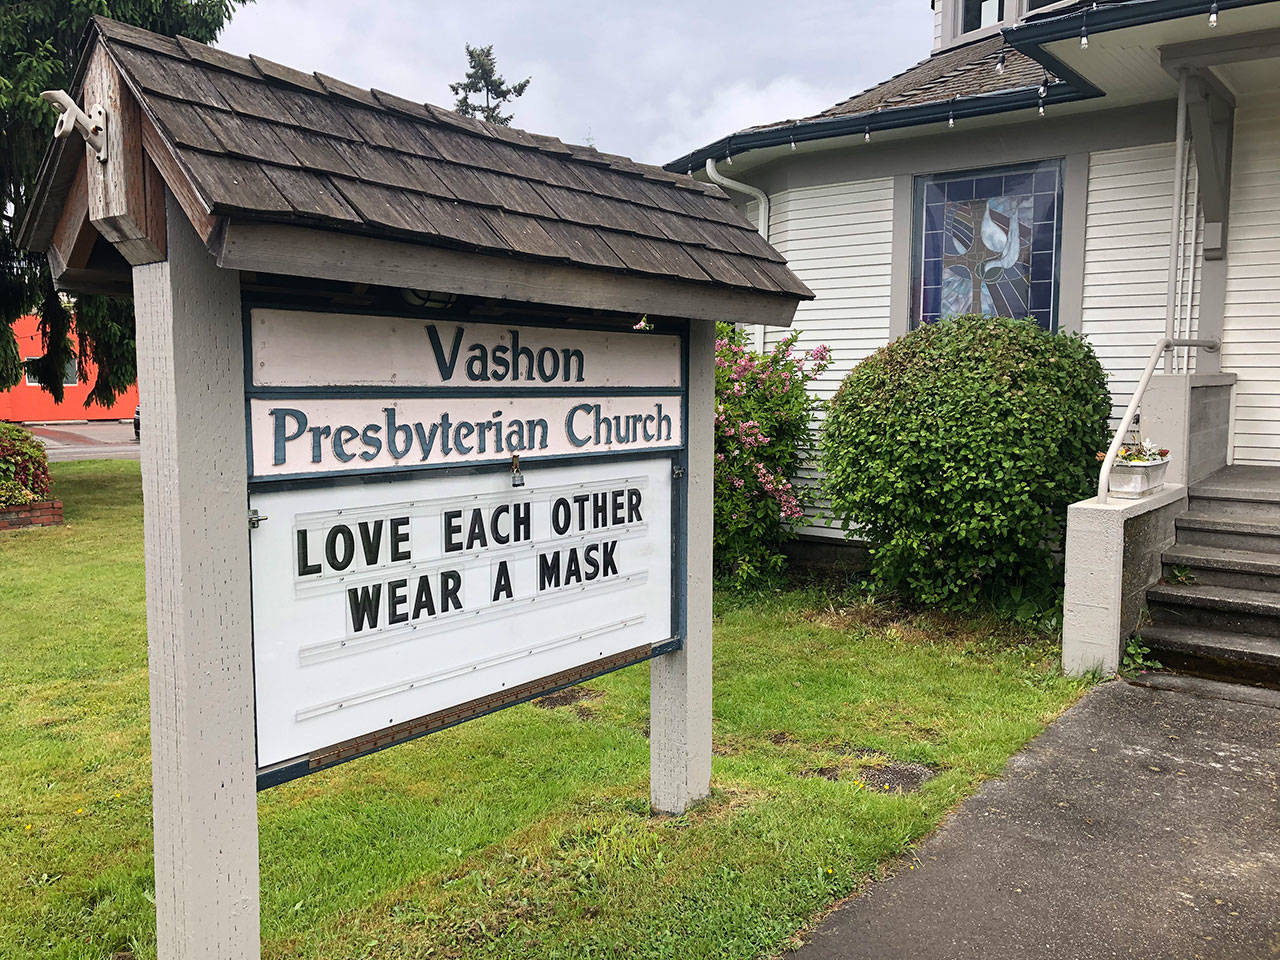 Vashon
Presbyterian Church
LOVE EACH OTHER
WEAR A MASK